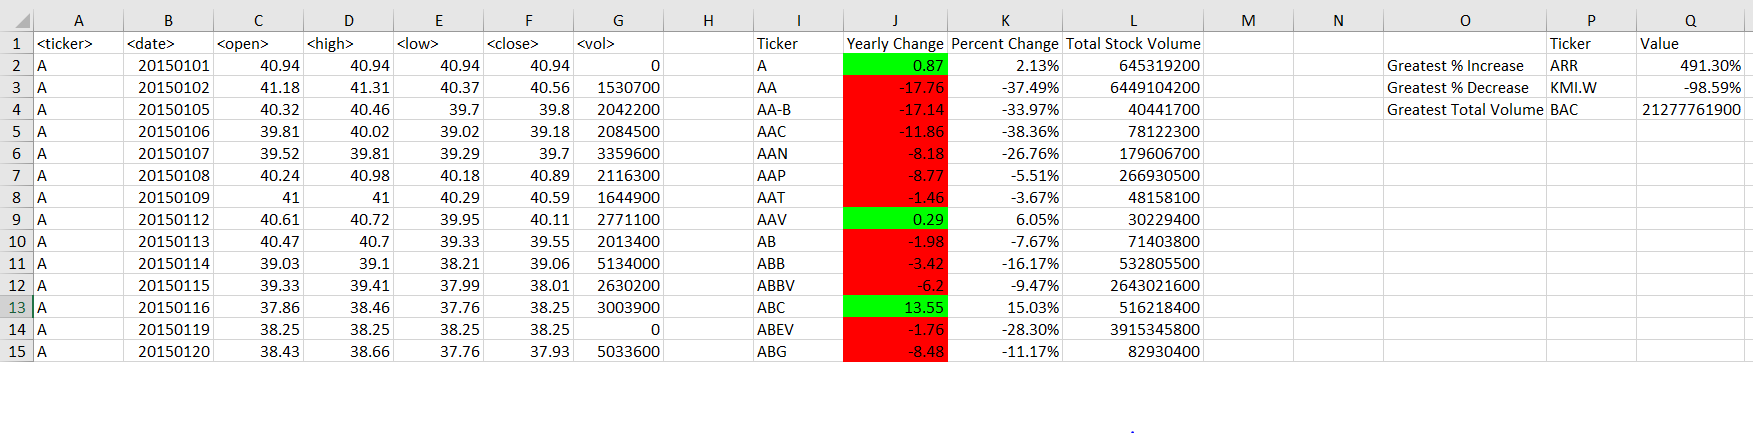 A B C D E F G H I J K L M N O P Q
1 <ticker> <date> <open> <high> <low> <close> <vol> Ticker Yearly Change Percent Change Total Stock Volume Ticker Value
2 A 20150101 40.94 40.94 40.94 40.94 0 A 0.87 2.13% 645319200 Greatest % Increase ARR 491.30%
3 A 20150102 41.18 41.31 40.37 40.56 1530700 AA -17.76 -37.49% 6449104200 Greatest % Decrease KMI.W -98.59%
4 A 20150105 40.32 40.46 39.7 39.8 2042200 AA-B -17.14 -33.97% 40441700 Greatest Total Volume BAC 21277761900
5 A 20150106 39.81 40.02 39.02 39.18 2084500 AAC -11.86 -38.36% 78122300
6 A 20150107 39.52 39.81 39.29 39.7 3359600 AAN -8.18 -26.76% 179606700
7 A 20150108 40.24 40.98 40.18 40.89 2116300 AAP -8.77 -5.51% 266930500
8 A 20150109 41 41 40.29 40.59 1644900 AAT -1.46 -3.67% 48158100
9 A 20150112 40.61 40.72 39.95 40.11 2771100 AAV 0.29 6.05% 30229400
10 A 20150113 40.47 40.7 39.33 39.55 2013400 AB -1.98 -7.67% 71403800
11 A 20150114 39.03 39.1 38.21 39.06 5134000 ABB -3.42 -16.17% 532805500
12 A 20150115 39.33 39.41 37.99 38.01 2630200 ABBV -6.2 -9.47% 2643021600
13 A 20150116 37.86 38.46 37.76 38.25 3003900 ABC 13.55 15.03% 516218400
14 A 20150119 38.25 38.25 38.25 38.25 0 ABEV -1.76 -28.30% 3915345800
15 A 20150120 38.43 38.66 37.76 37.93 5033600 ABG -8.48 -11.17% 82930400